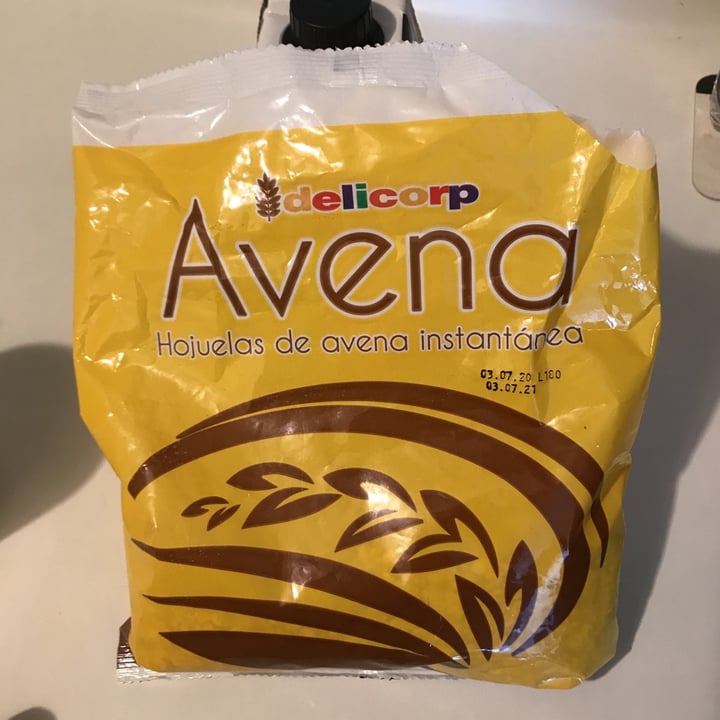 delicorp
Avena
Hojuelas de avena instantánea
03.07.20 L180
03.07.21